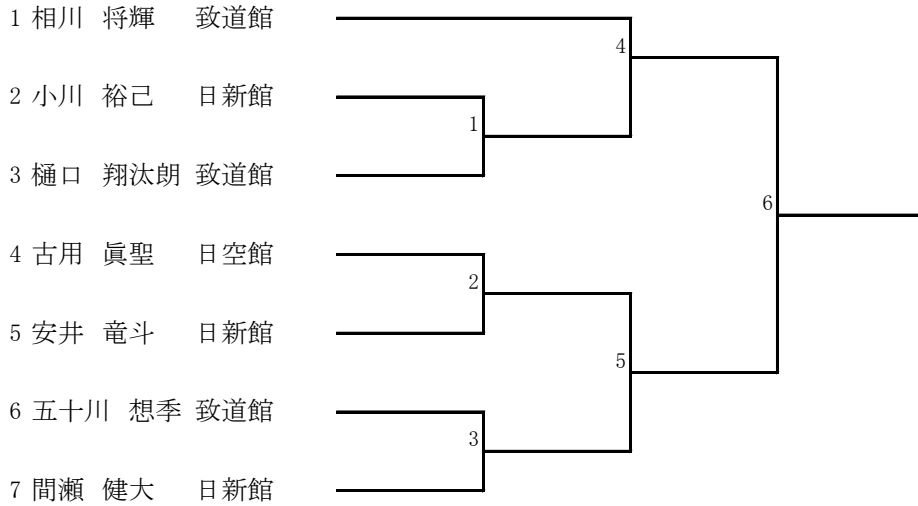 1 相川 将輝 致道館
4
2 小川 裕己 日新館
1
3 樋口 翔汰朗 致道館
6
4 古用 眞聖 日空館
2
5 安井 竜斗 日新館
5
6 五十川 想季 致道館
3
7 間瀬 健大 日新館